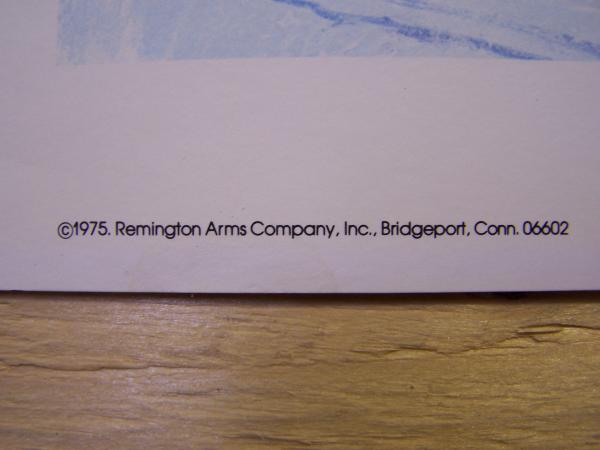 ©1975. Remington Arms Company, Inc., Bridgeport, Conn. 06602